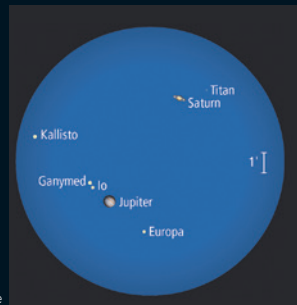 Titan
Saturn
Kallisto
1'
Ganymed
Io
Jupiter
Europa
e